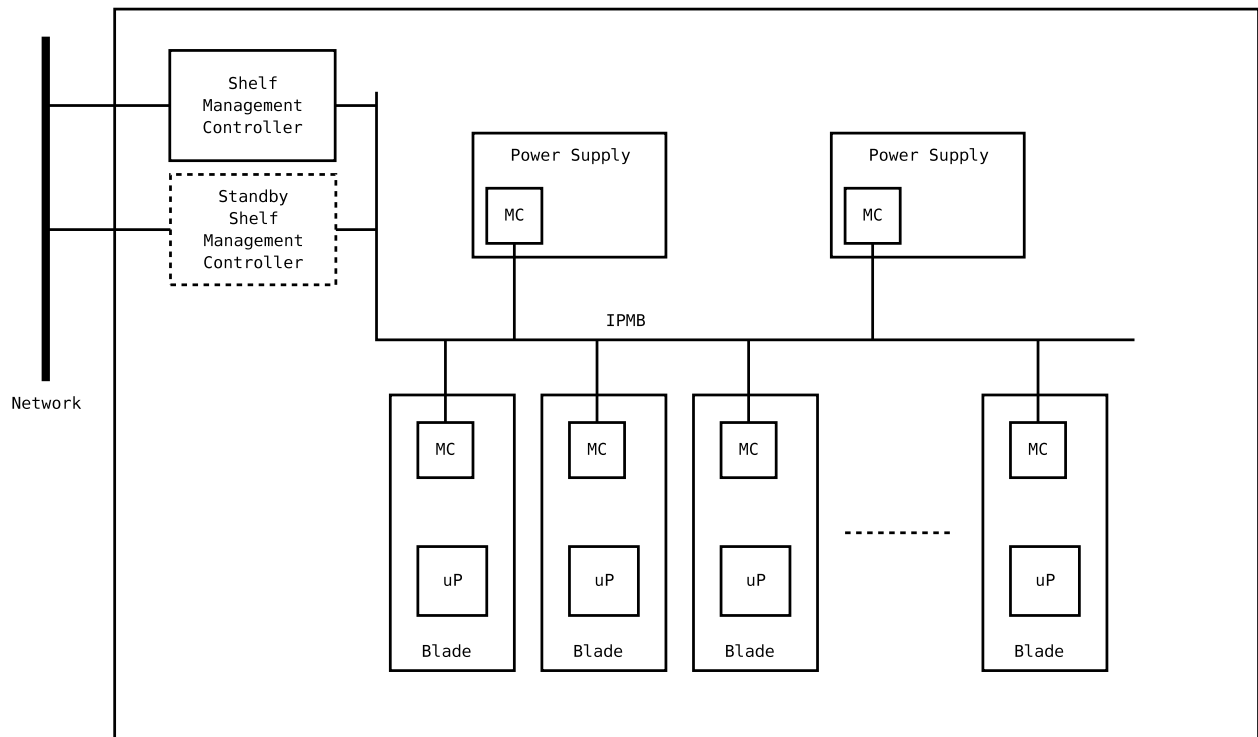 Shelf
Management
Controller
Standby
Shelf
Management
Controller
Network
Power Supply
MC
Power Supply
MC
IPMB
MC
uP
Blade
MC
uP
Blade
MC
uP
Blade
MC
uP
Blade